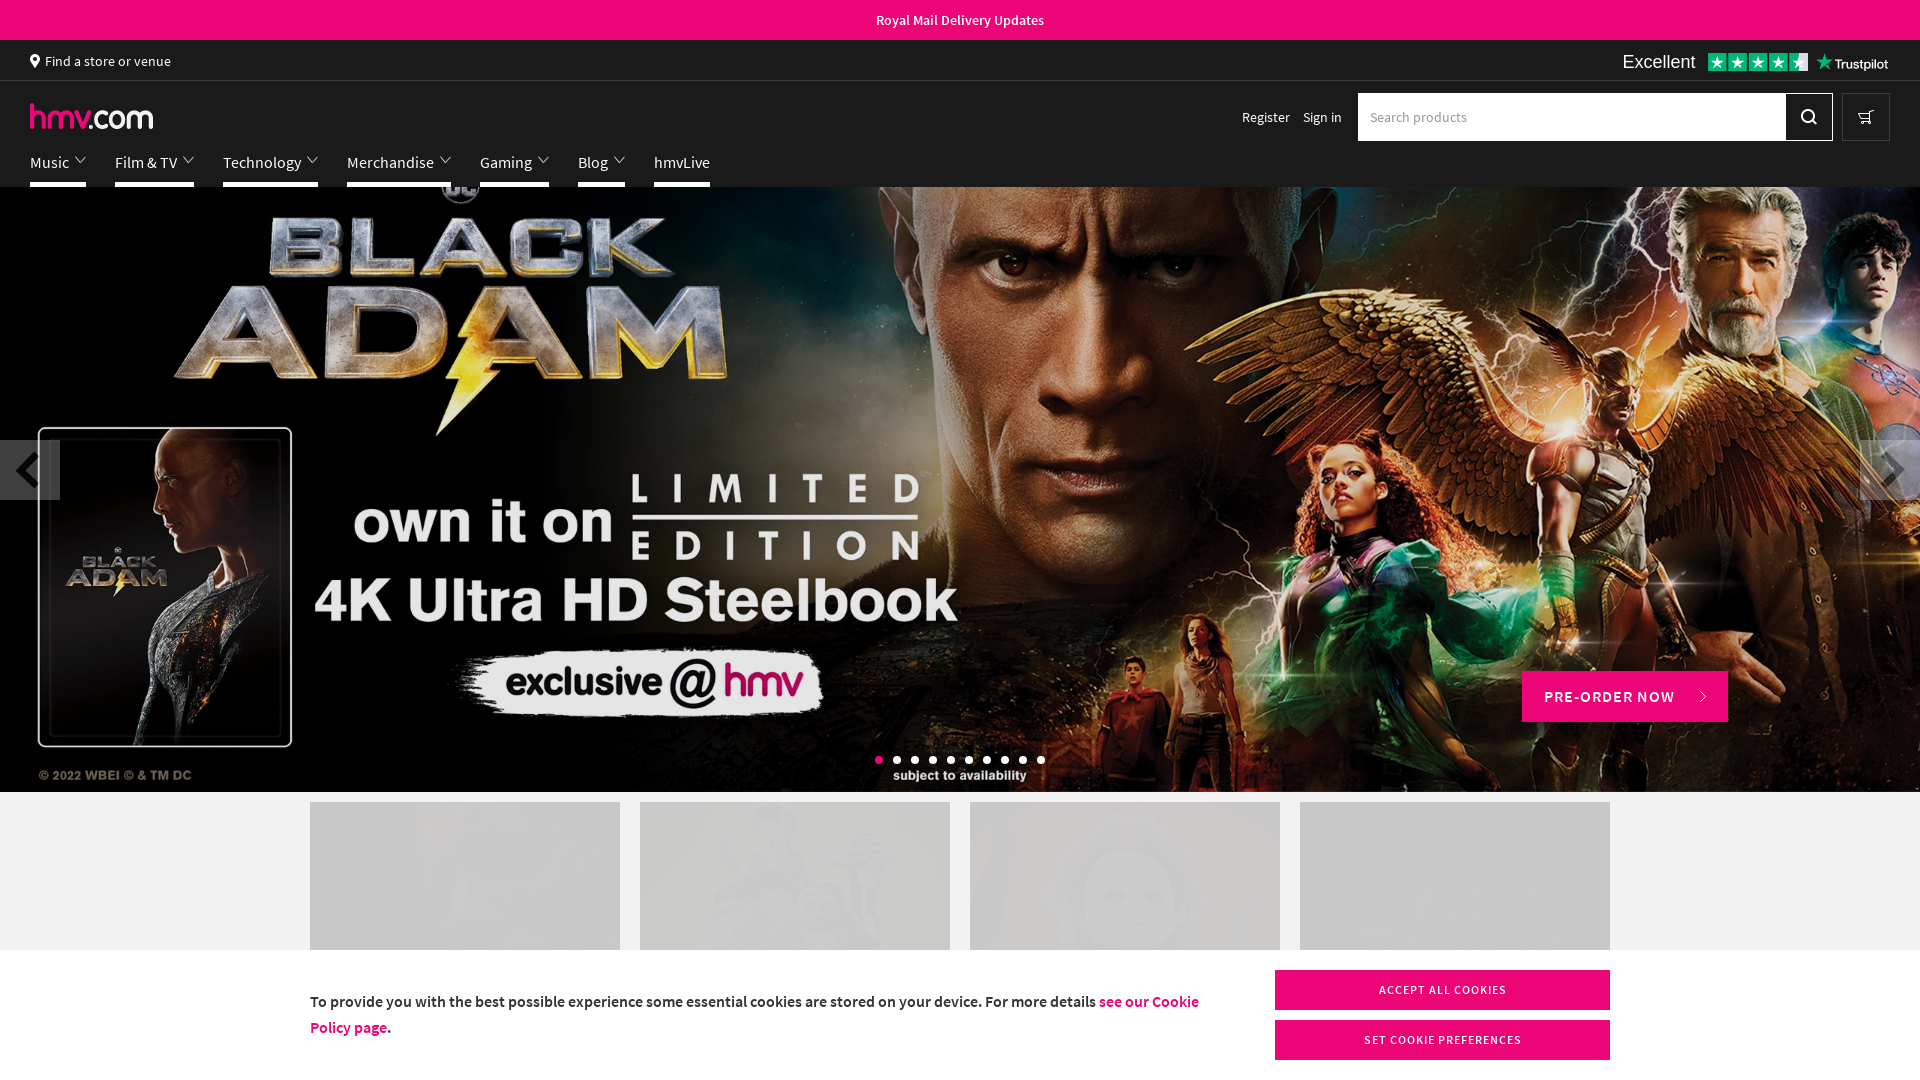 Royal Mail Delivery Updates
Find a store or venue
Excellent
Trustpilot
hmv.com
Register
Sign in
Search products
Music
Film & TV
Technology
Merchandise
Gaming
Blog
hmvLive
BLACK
ADAM
BLACK
ADAM
own it on
LIMITED
EDITION
4K Ultra HD Steelbook
exclusive @ hmv
PRE-ORDER NOW
© 2022 WBEI © & TM DC
subject to availability
To provide you with the best possible experience some essential cookies are stored on your device. For more details see our Cookie
Policy page.
ACCEPT ALL COOKIES
SET COOKIE PREFERENCES